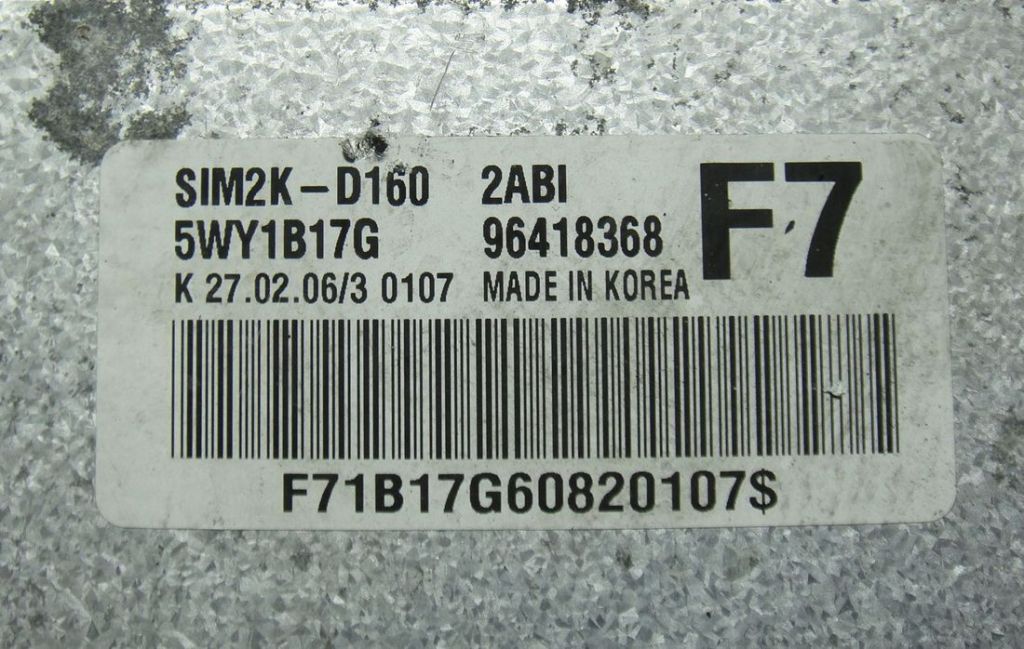 SIM2K-D160 2ABI F7
5WY1B17G 96418368
K 27.02.06/3 0107 MADE IN KOREA
F71B17G60820107$